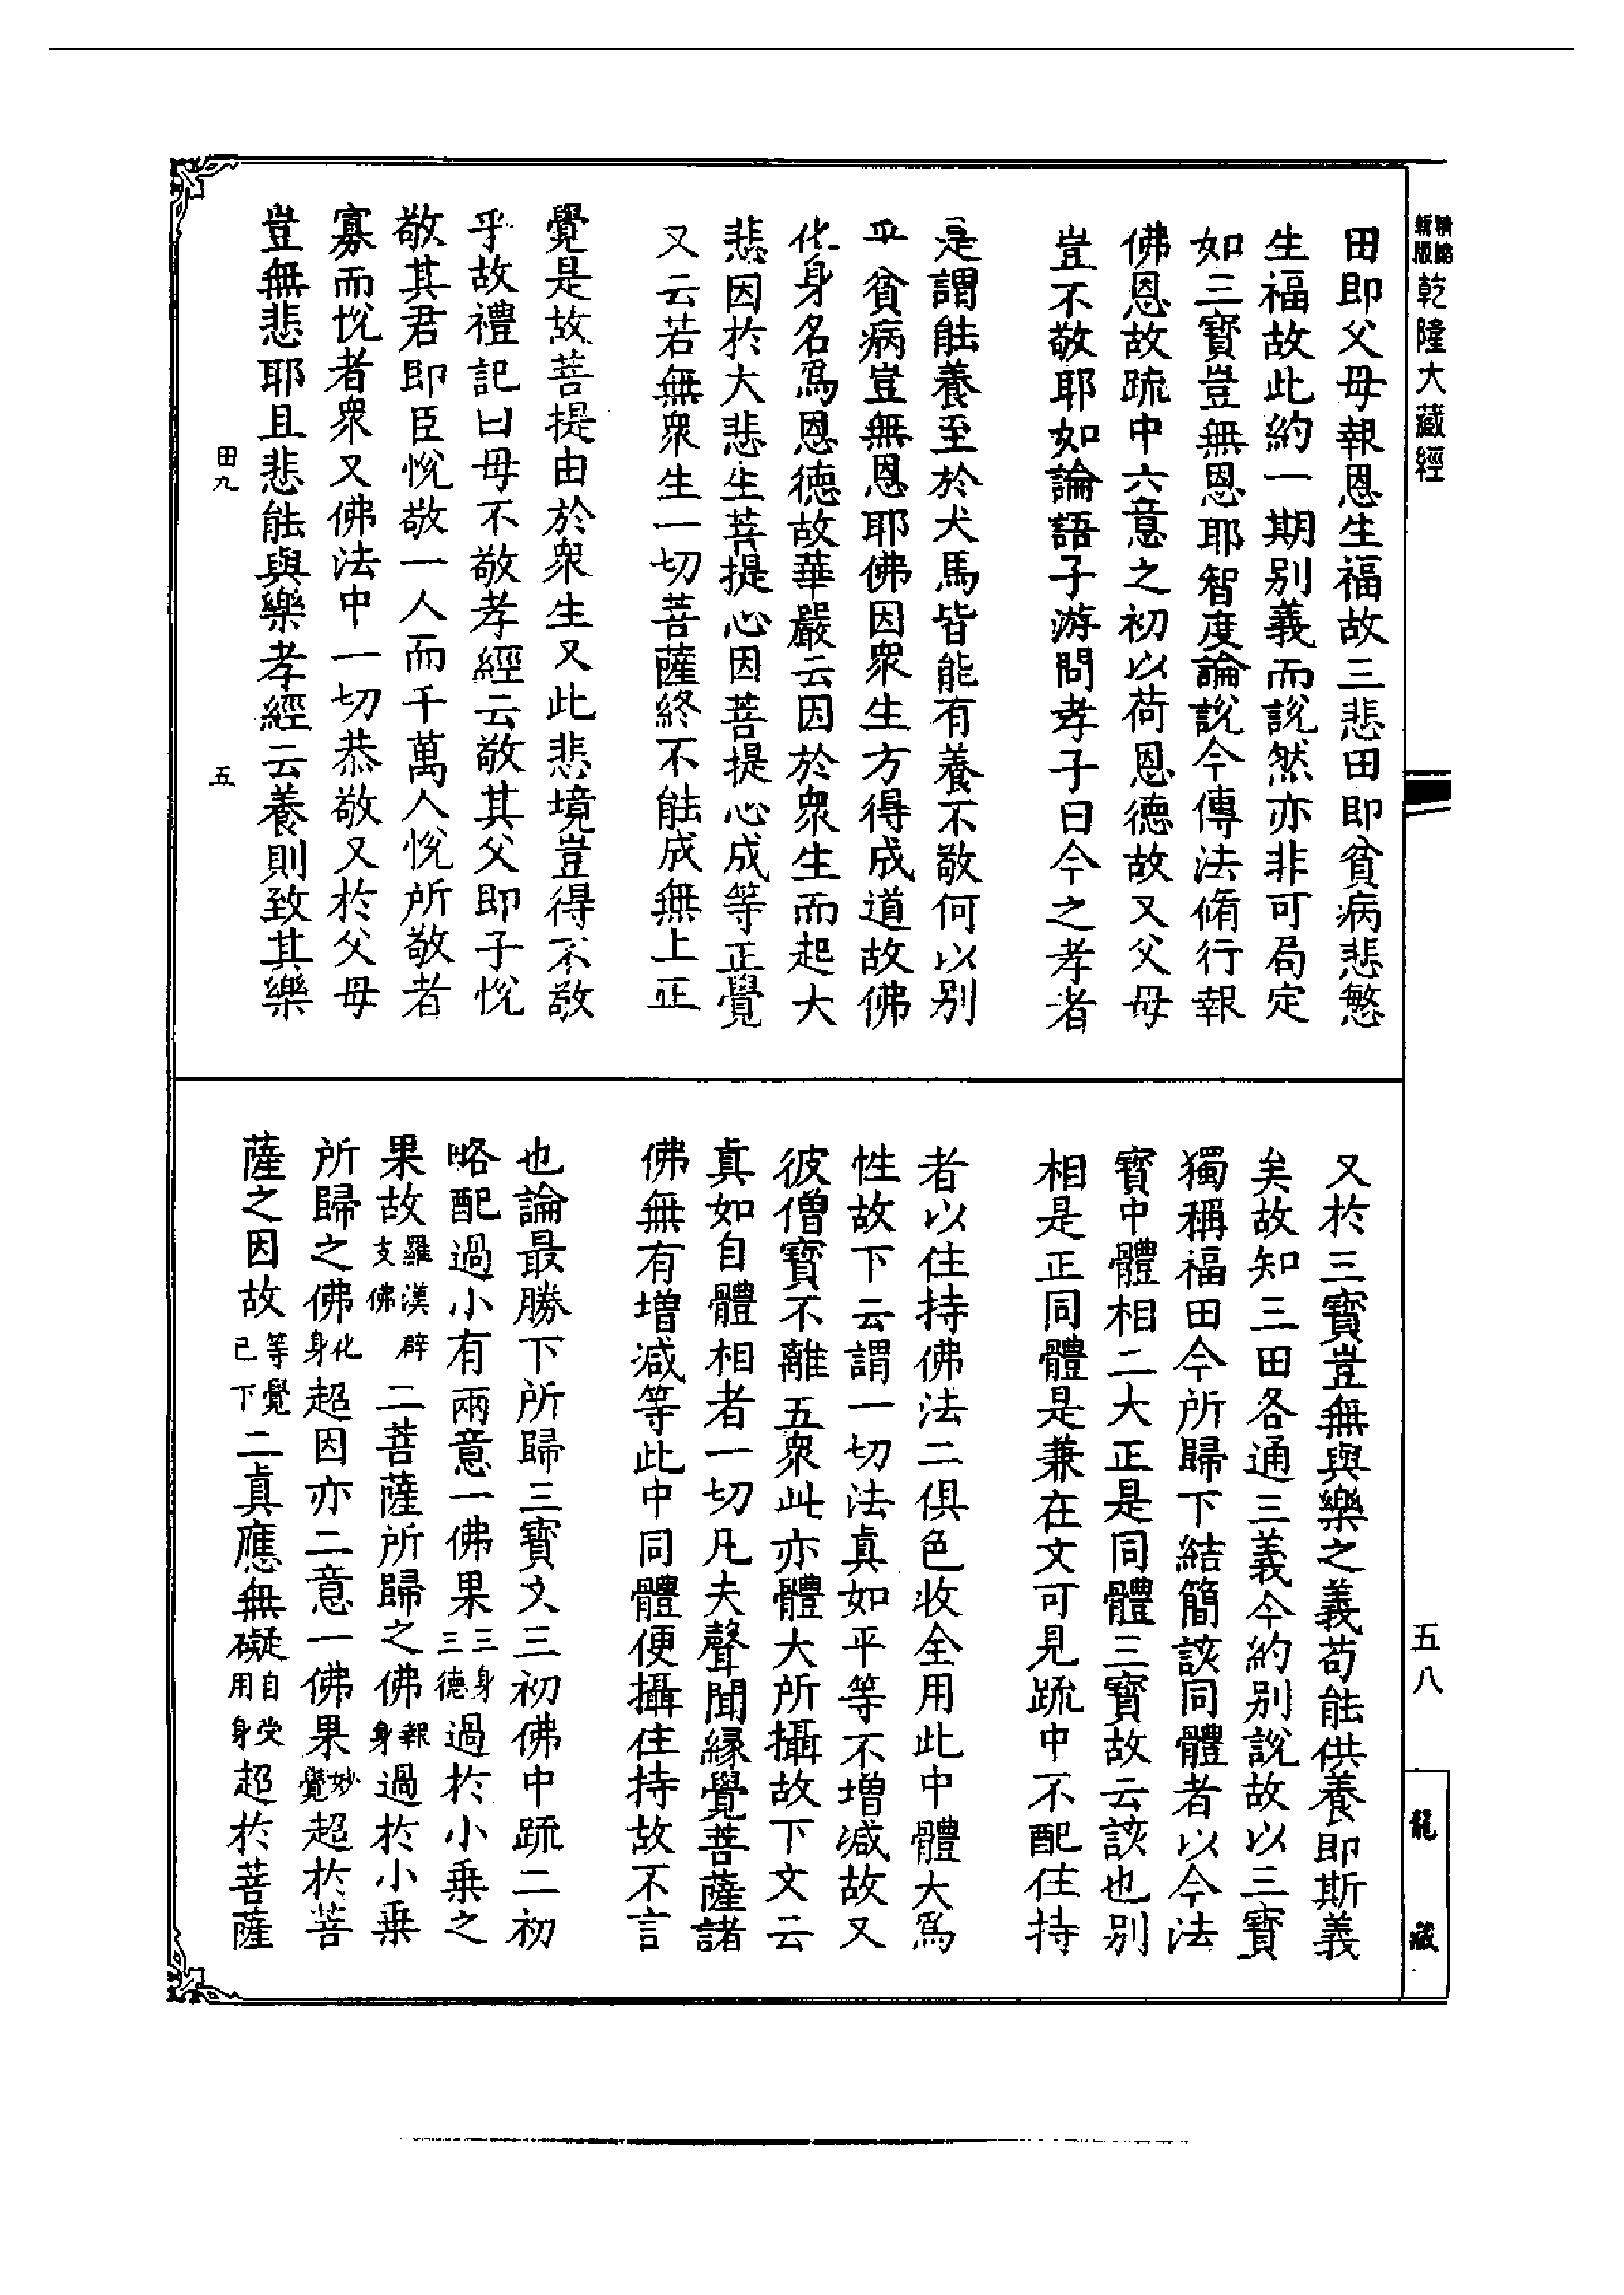 精縮
新版
乾隆大藏經
田即父母報恩生福故三悲田即貧病悲愍
生福故此約一期別義而說然亦非可局定
如三寶豈無恩耶智度論說今傳法脩行報
佛恩故疏中六意之初以荷恩德故又父母
豈不敬耶如論語子游問孝子曰今之孝者
是謂能養至於犬馬皆能有養不敬何以別
乎貧病豈無恩耶佛因衆生方得成道故佛
化身名爲恩德故華嚴云因於衆生而起大
悲因於大悲生菩提心因菩提心成等正覺
又云若無衆生一切菩薩終不能成無上正
覺是故菩提由於衆生又此悲境豈得不敬
乎故禮記曰毋不敬孝經云敬其父即子悅
敬其君即臣悅敬一人而千萬人悅所敬者
寡而悅者衆又佛法中一切恭敬又於父母
豈無悲耶且悲能與樂孝經云養則致其樂
田九
五
又於三寶豈無與樂之義苟能供養即斯義
矣故知三田各通三義今約別說故以三寶
獨稱福田今所歸下結簡該同體者以今法
寶中體相二大正是同體三寶故云該也別
相是正同體是兼在文可見疏中不配住持
者以住持佛法二俱色收全用此中體大爲
性故下云謂一切法真如平等不增減故又
彼僧寶不離五衆此亦體大所攝故下文云
真如自體相者一切凡夫聲聞緣覺菩薩諸
佛無有增減等此中同體便攝住持故不言
也論最勝下所歸三寶文三初佛中疏二初
略配過小有兩意一佛果三身三德過於小乘之
果故羅漢辟支佛二菩薩所歸之佛報身過於小乘
所歸之佛化身超因亦二意一佛果妙覺超於菩
薩之因故等覺已下二真應無礙自受用身超於菩薩
五八
龍
藏